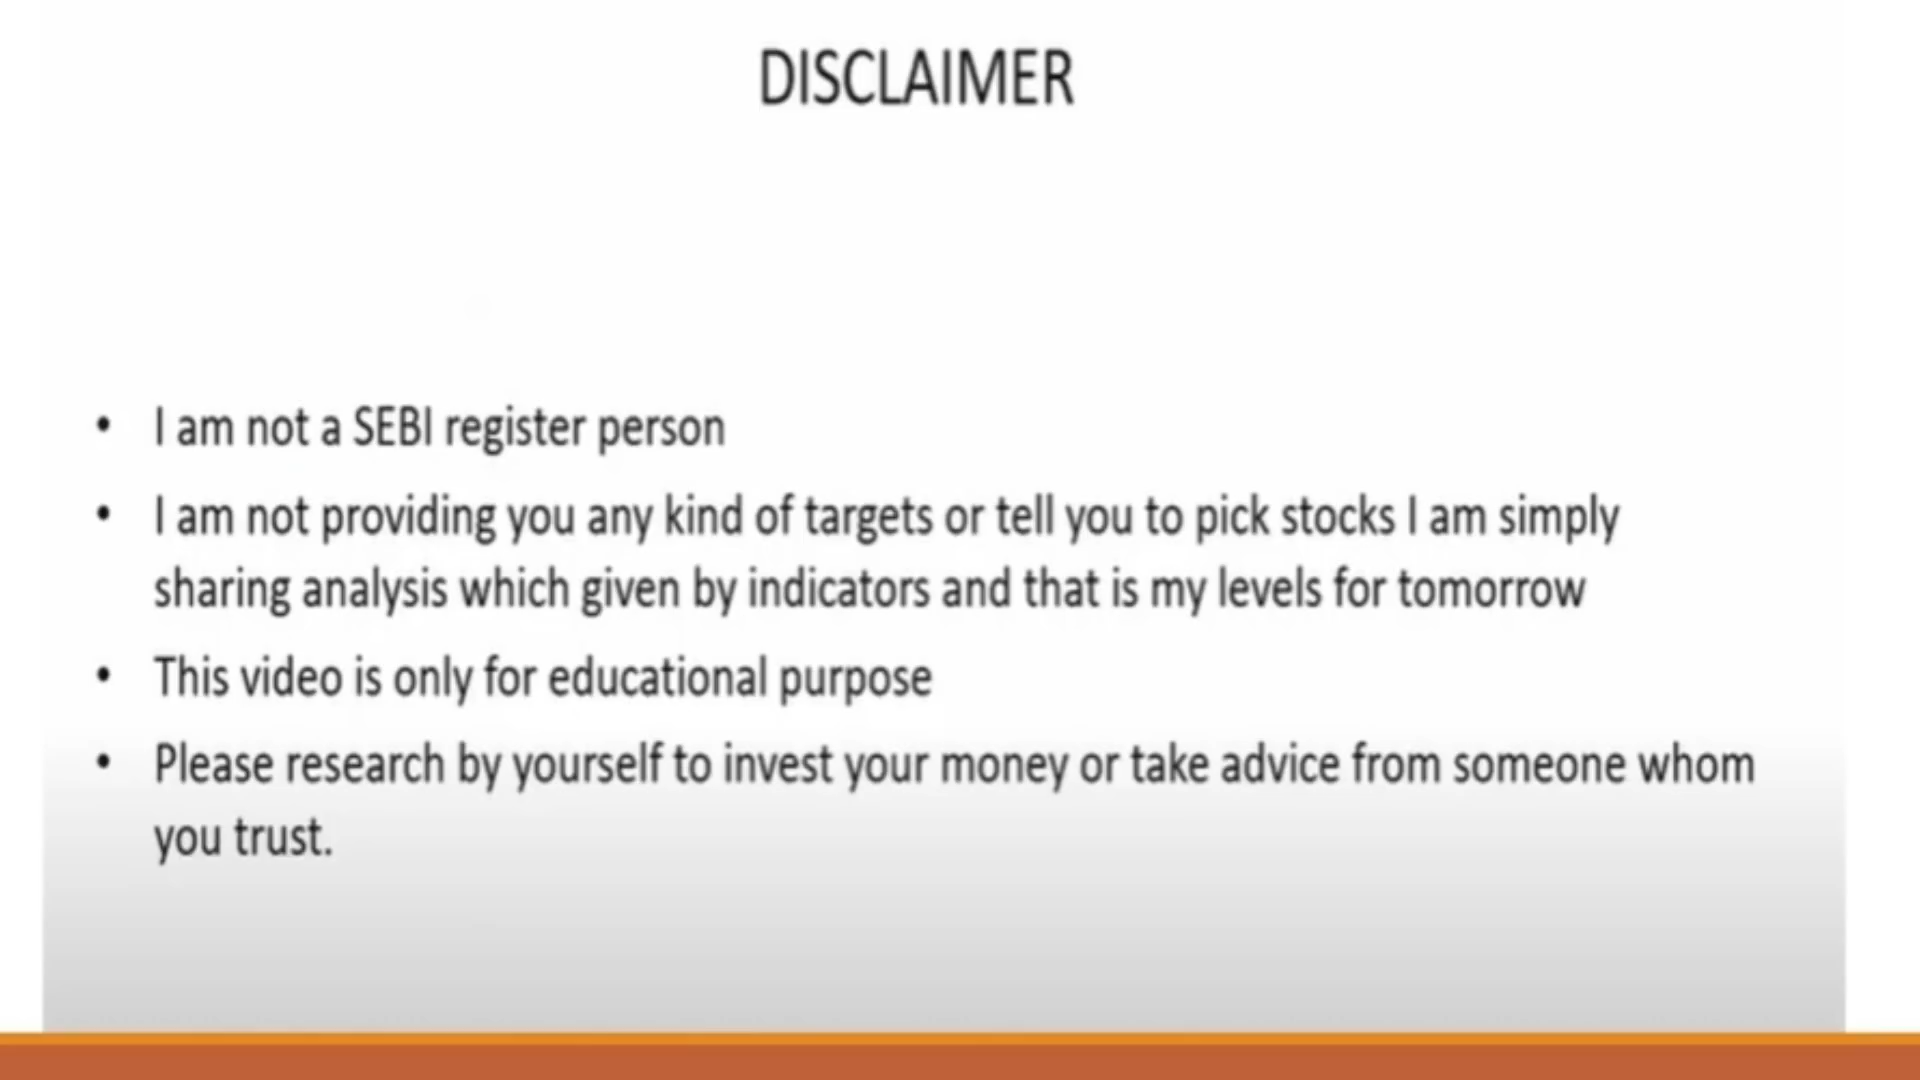 DISCLAIMER
• I am not a SEBI register person
• I am not providing you any kind of targets or tell you to pick stocks I am simply
sharing analysis which given by indicators and that is my levels for tomorrow
• This video is only for educational purpose
• Please research by yourself to invest your money or take advice from someone whom
you trust.